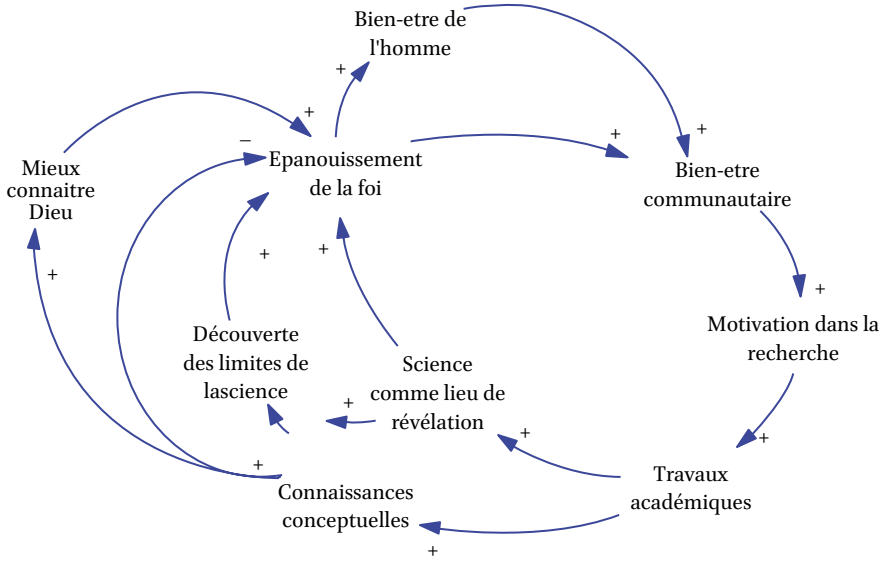 Bien-etre de
l'homme
+
+
+
+
–
Epanouissement
de la foi
Mieux
connaitre
Dieu
Bien-etre
communautaire
+
+
+
+
Motivation dans la
recherche
Découverte
des limites de
lascience
Science
comme lieu de
révélation
+
+
+
+
Travaux
académiques
Connaissances
conceptuelles
+